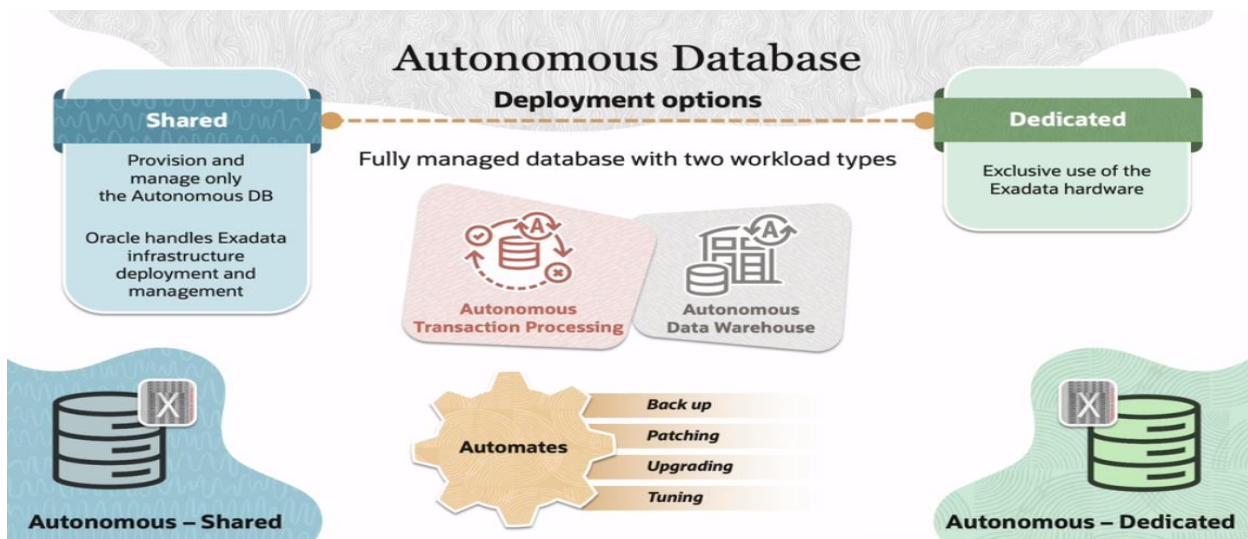 Autonomous Database
Deployment options
Shared
Provision and
manage only
the Autonomous DB
Oracle handles Exadata
infrastructure
deployment and
management
Fully managed database with two workload types
A
Autonomous
Transaction Processing
A
Autonomous
Data Warehouse
Dedicated
Exclusive use of the
Exadata hardware
Automates
Back up
Patching
Upgrading
Tuning
X
Autonomous – Shared
X
Autonomous – Dedicated